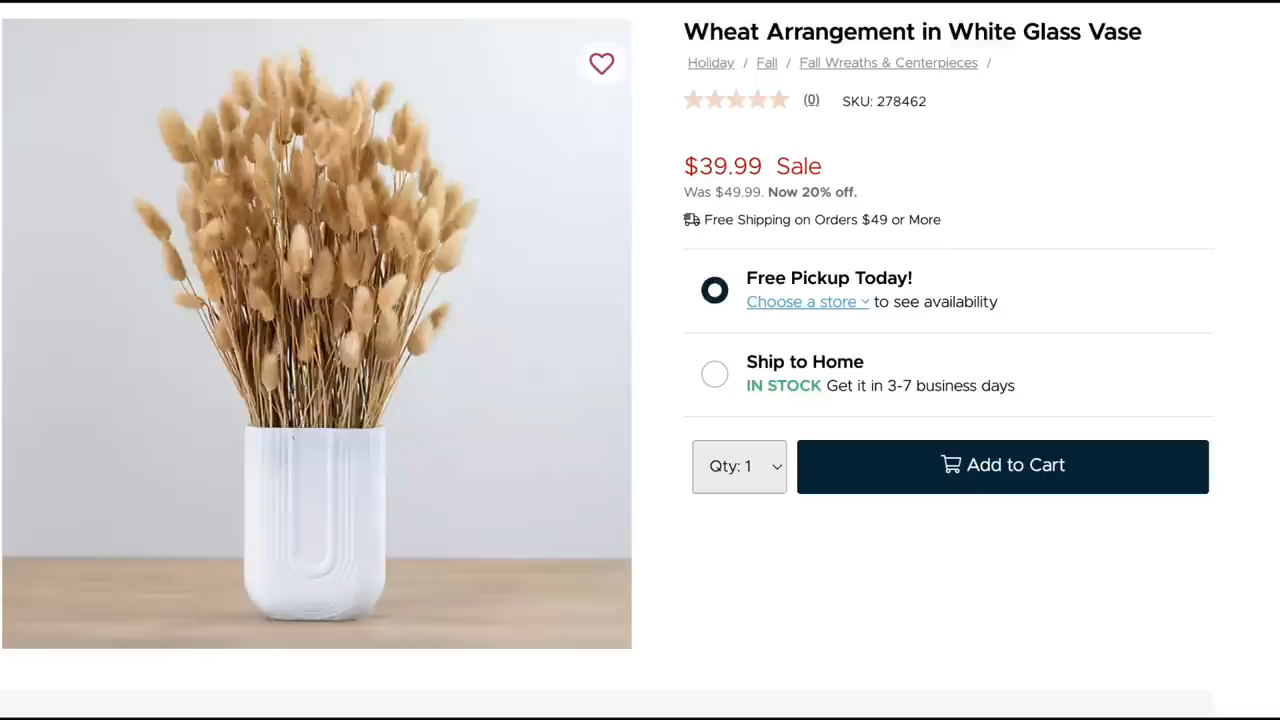 Wheat Arrangement in White Glass Vase
Holiday / Fall / Fall Wreaths & Centerpieces /
(0) SKU: 278462
$39.99 Sale
Was $49.99. Now 20% off.
Free Shipping on Orders $49 or More
Free Pickup Today!
Choose a store to see availability
Ship to Home
IN STOCK Get it in 3-7 business days
Qty: 1
Add to Cart